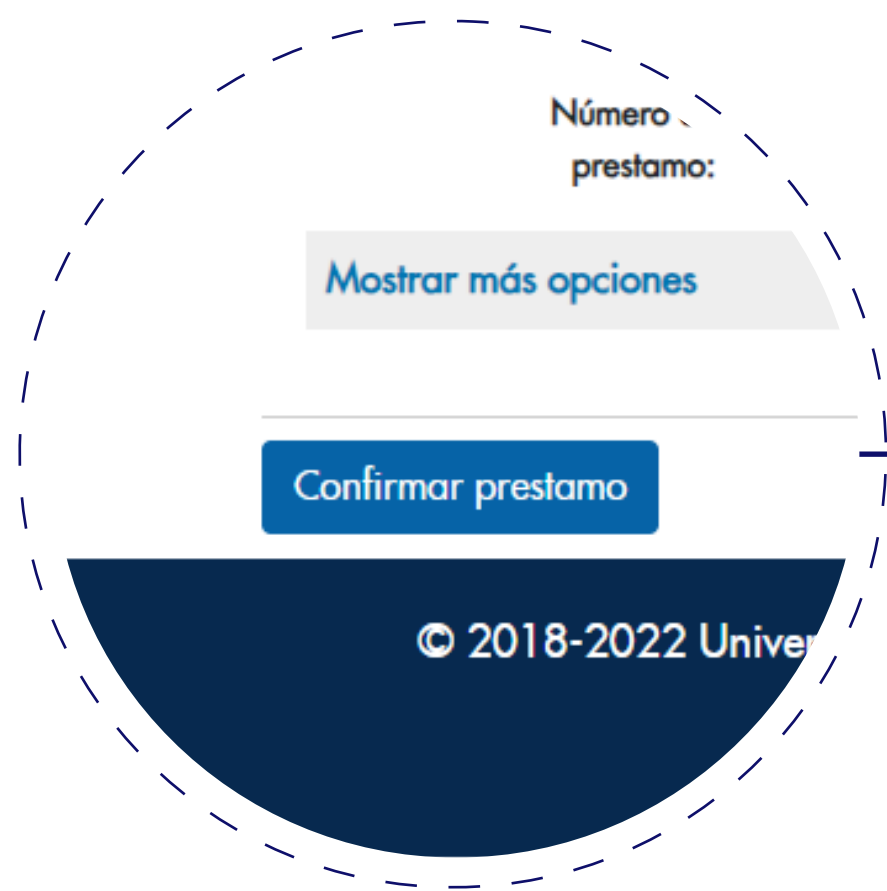 Número
prestamo:
Mostrar más opciones
Confirmar prestamo
© 2018-2022